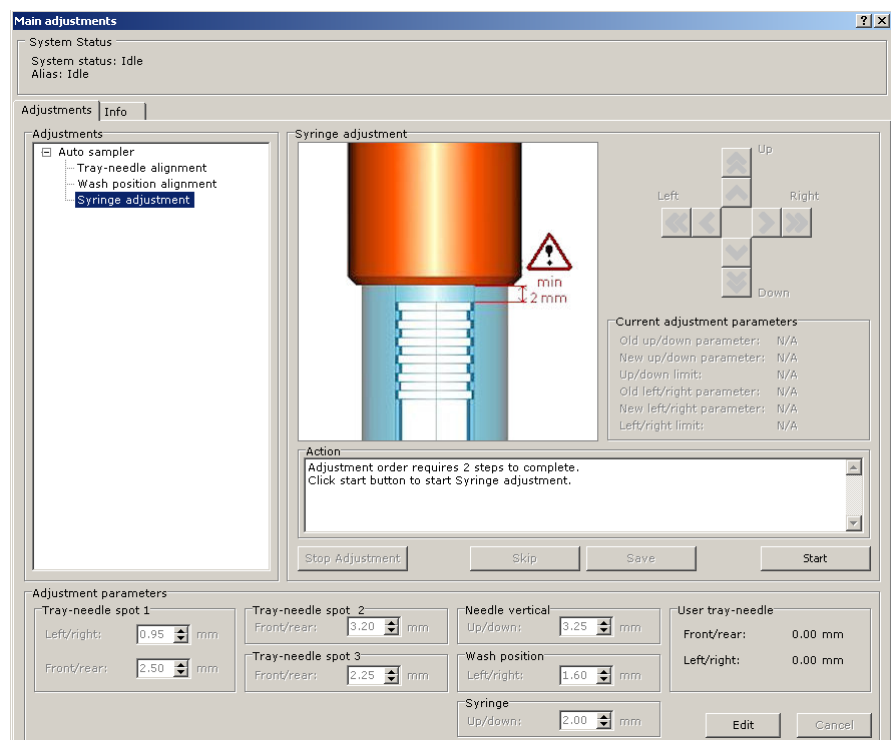 Main adjustments
System Status
System status: Idle
Alias: Idle
Adjustments
Info
Adjustments
Auto sampler
Tray-needle alignment
Wash position alignment
Syringe adjustment
Syringe adjustment
min
2 mm
Up
Left
Right
Down
Current adjustment parameters
Old up/down parameter: N/A
New up/down parameter: N/A
Up/down limit: N/A
Old left/right parameter: N/A
New left/right parameter: N/A
Left/right limit: N/A
Action
Adjustment order requires 2 steps to complete.
Click start button to start Syringe adjustment.
Stop Adjustment
Skip
Save
Start
Adjustment parameters
Tray-needle spot 1
Left/right: 0.95 mm
Front/rear: 2.50 mm
Tray-needle spot 2
Front/rear: 3.20 mm
Tray-needle spot 3
Front/rear: 2.25 mm
Needle vertical
Up/down: 3.25 mm
Wash position
Left/right: 1.60 mm
Syringe
Up/down: 2.00 mm
User tray-needle
Front/rear: 0.00 mm
Left/right: 0.00 mm
Edit
Cancel